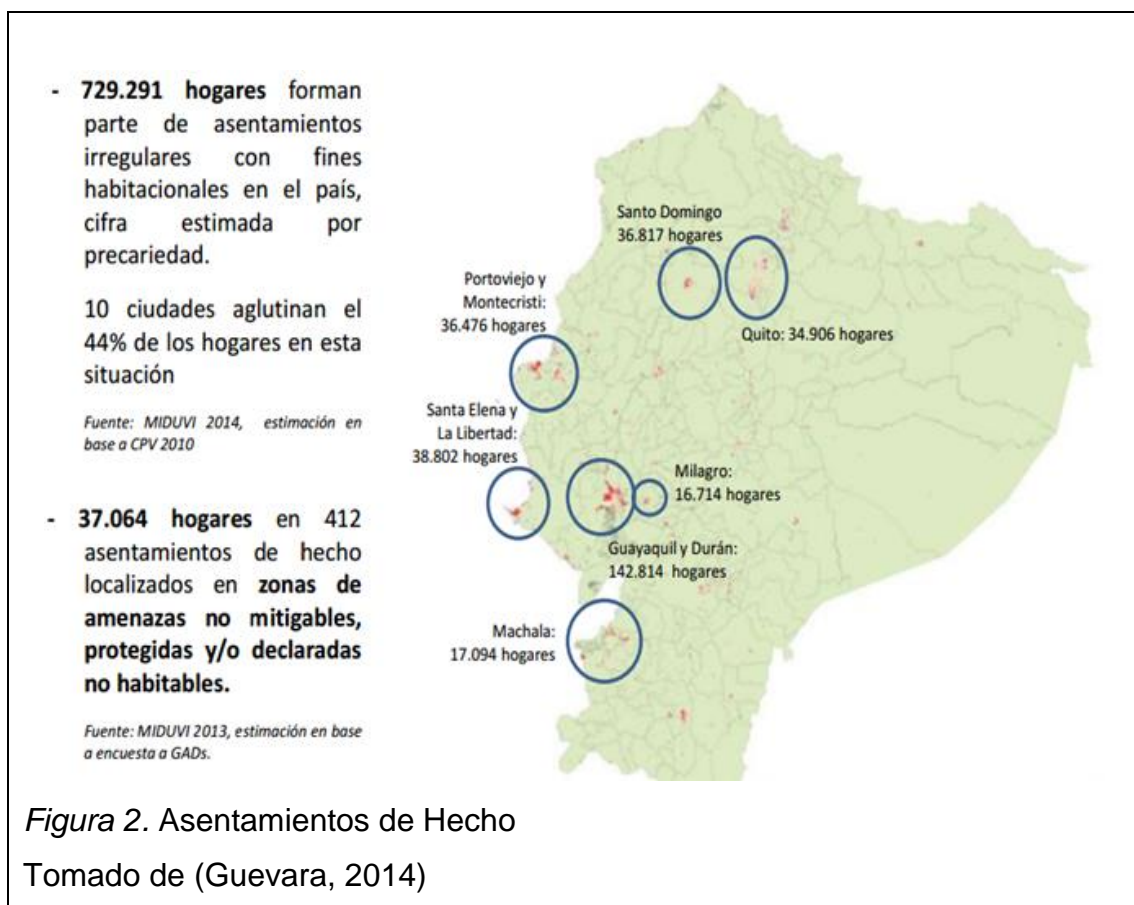 - 729.291 hogares forman
parte de asentamientos
irregulares con fines
habitacionales en el país,
cifra estimada por
precariedad.
10 ciudades aglutinan el
44% de los hogares en esta
situación
Fuente: MIDUVI 2014, estimación en
base a CPV 2010
- 37.064 hogares en 412
asentamientos de hecho
localizados en zonas de
amenazas no mitigables,
protegidas y/o declaradas
no habitables.
Fuente: MIDUVI 2013, estimación en base
a encuesta a GADs.
Santo Domingo
36.817 hogares
Portoviejo y
Montecristi:
36.476 hogares
Quito: 34.906 hogares
Santa Elena y
La Libertad:
38.802 hogares
Milagro:
16.714 hogares
Guayaquil y Durán:
142.814 hogares
Machala:
17.094 hogares
Figura 2. Asentamientos de Hecho
Tomado de (Guevara, 2014)